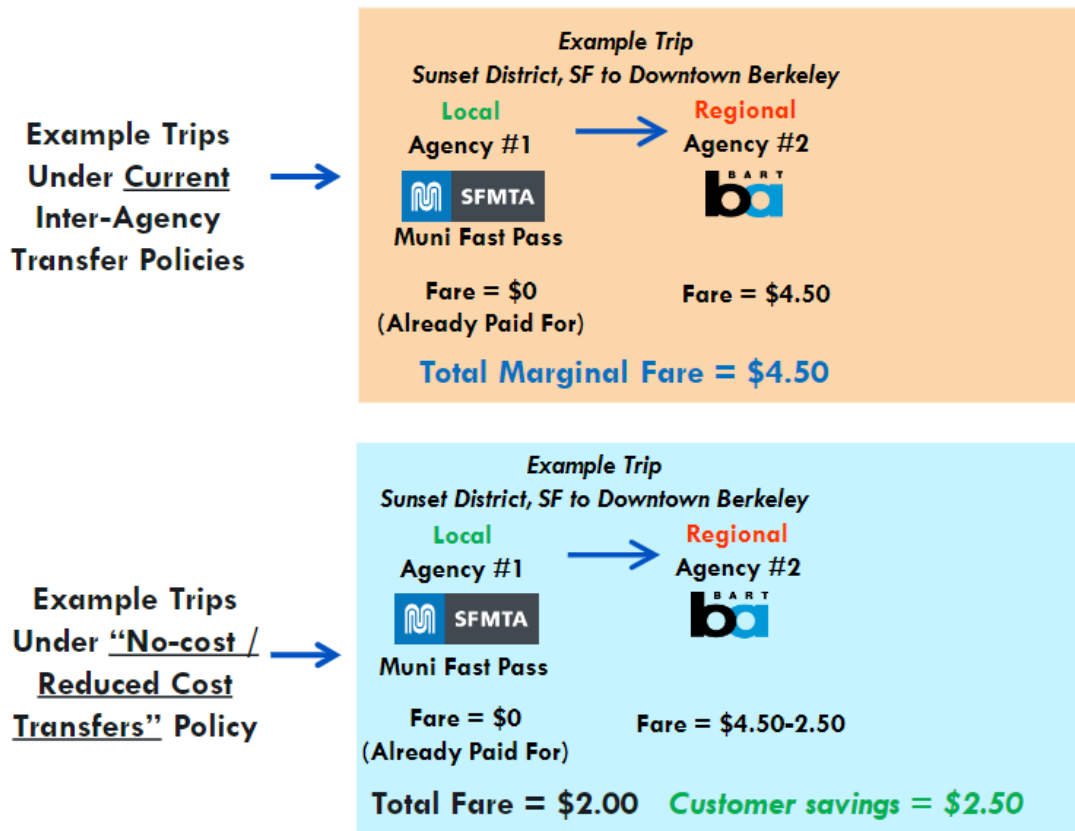 Example Trips
Under Current
Inter-Agency
Transfer Policies
Example Trip
Sunset District, SF to Downtown Berkeley
Local
Agency #1
SFMTA
Muni Fast Pass
Fare = $0
(Already Paid For)
Regional
Agency #2
BART
ba
Fare = $4.50
Total Marginal Fare = $4.50
Example Trips
Under “No-cost /
Reduced Cost
Transfers” Policy
Example Trip
Sunset District, SF to Downtown Berkeley
Local
Agency #1
SFMTA
Muni Fast Pass
Fare = $0
(Already Paid For)
Regional
Agency #2
BART
ba
Fare = $4.50-2.50
Total Fare = $2.00 Customer savings = $2.50